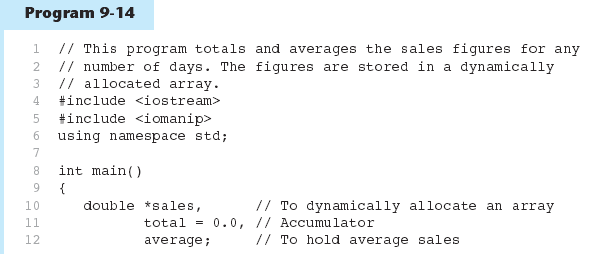 Program 9-14
1 // This program totals and averages the sales figures for any
2 // number of days. The figures are stored in a dynamically
3 // allocated array.
4 #include <iostream>
5 #include <iomanip>
6 using namespace std;
7
8 int main()
9 {
10 double *sales, // To dynamically allocate an array
11 total = 0.0, // Accumulator
12 average; // To hold average sales